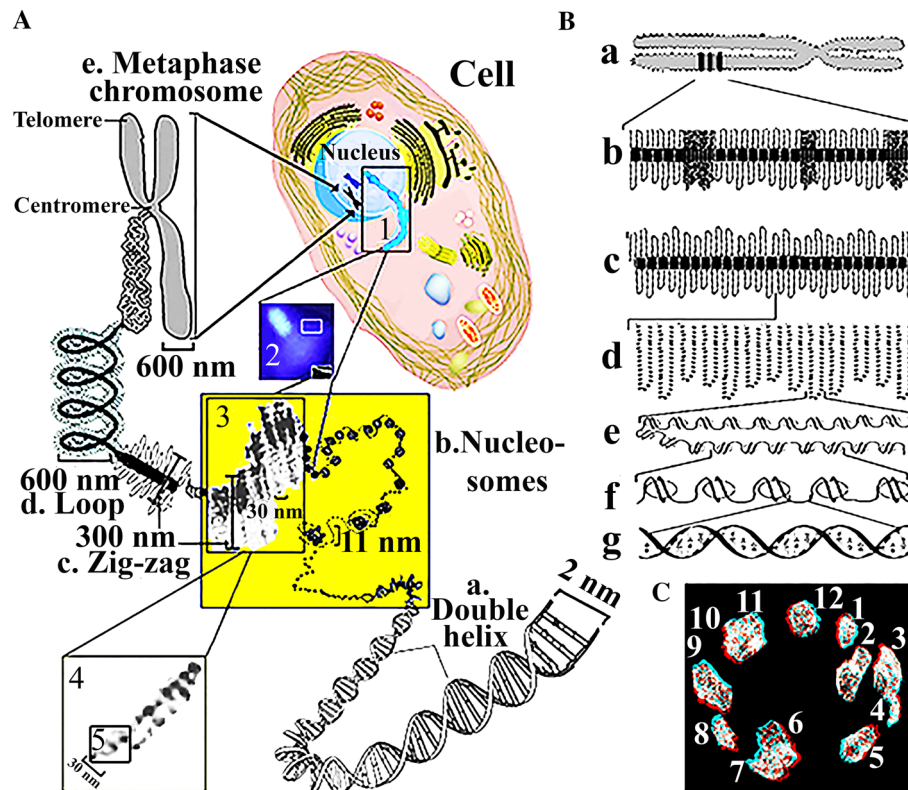 A
e. Metaphase
chromosome
Telomere
Centromere
Cell
Nucleus
1
600 nm
2
3
30 nm
600 nm
d. Loop
300 nm
c. Zig-zag
b.Nucleo-
somes
11 nm
a.
Double
helix
2 nm
4
5
30 nm
B
a
b
c
d
e
f
g
C
10
11
12
1
2
3
9
4
8
6
5
7